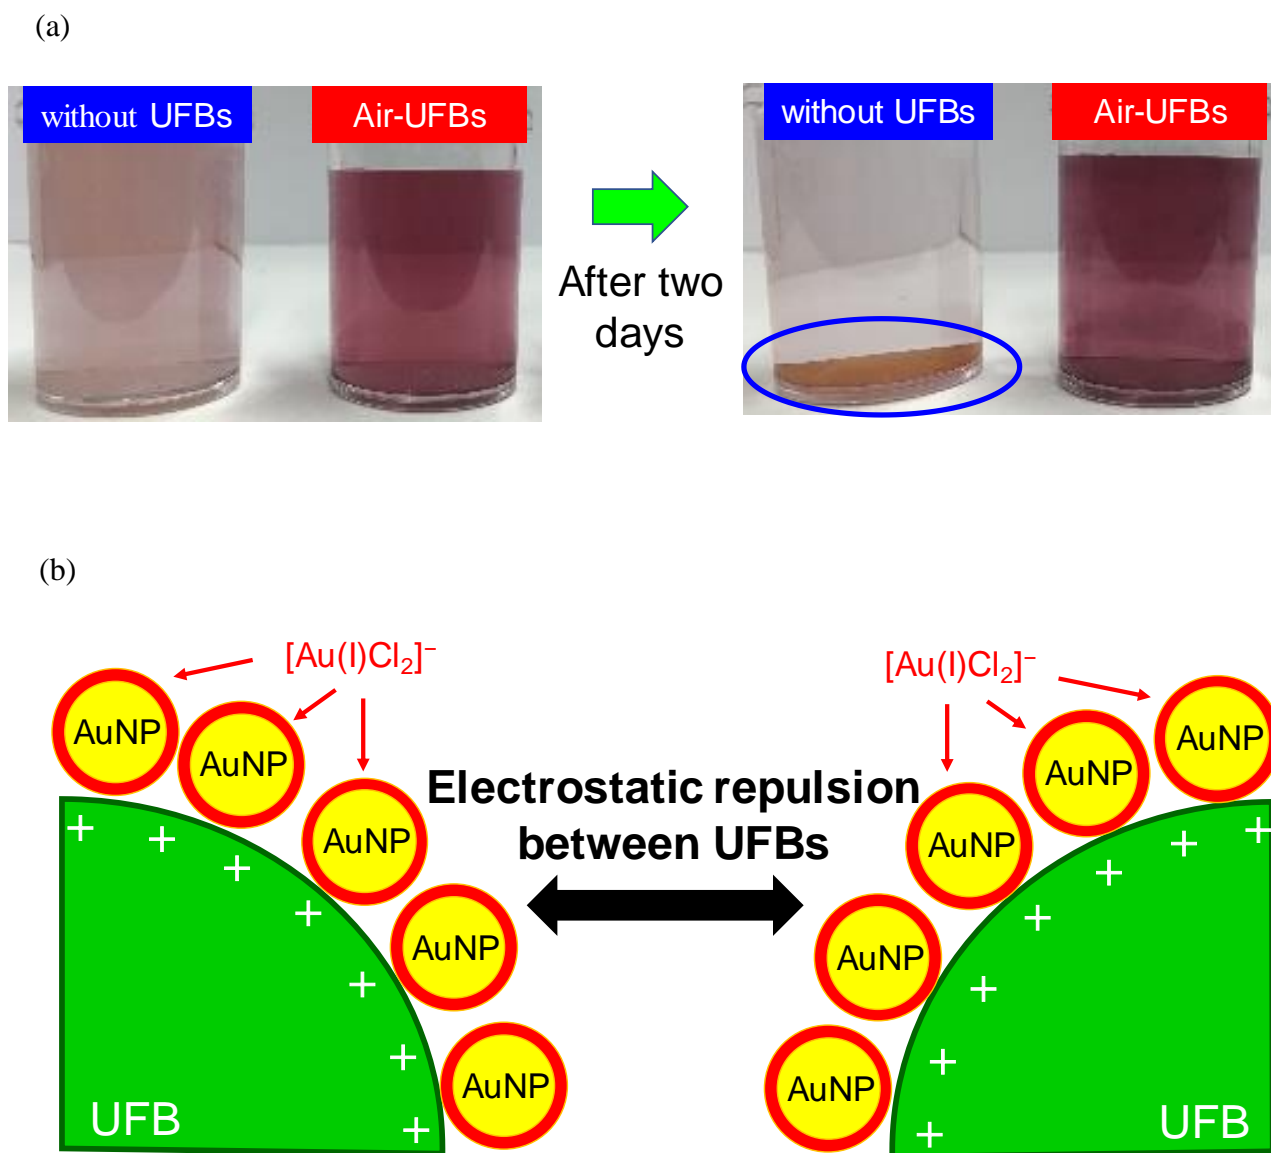 (a)
without UFBs
Air-UFBs
without UFBs
Air-UFBs
After two
days
(b)
[Au(I)Cl₂]⁻
[Au(I)Cl₂]⁻
AuNP
AuNP
AuNP
AuNP
AuNP
Electrostatic repulsion
between UFBs
AuNP
AuNP
AuNP
AuNP
AuNP
+
+
+
+
+
+
+
+
+
+
+
+
+
+
UFB
UFB